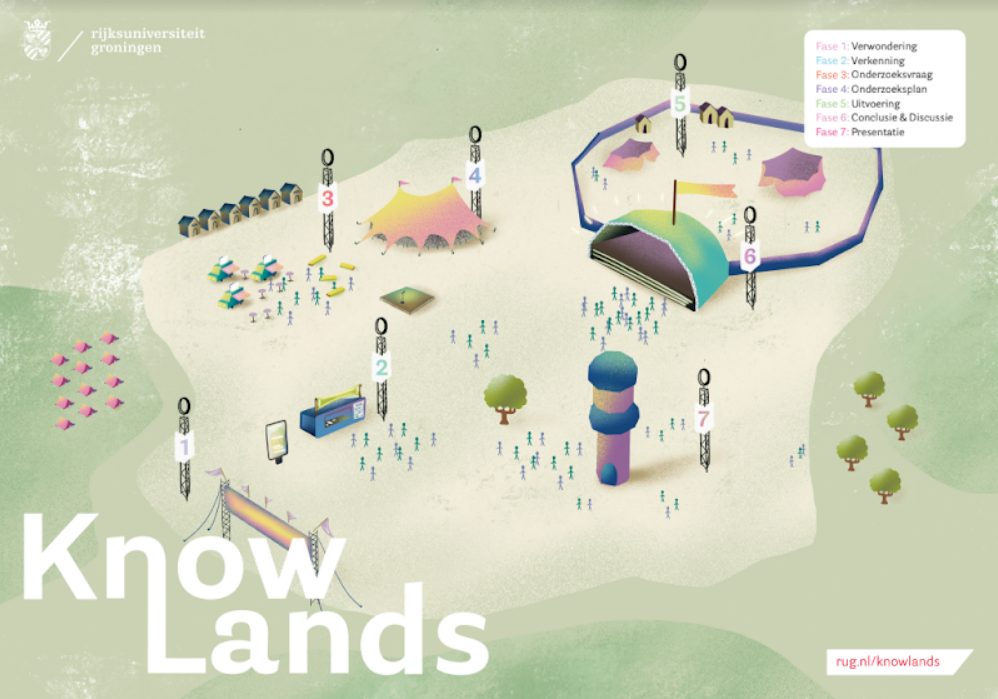 rijksuniversiteit
groningen
Fase 1: Verwondering
Fase 2: Verkenning
Fase 3: Onderzoeksvraag
Fase 4: Onderzoeksplan
Fase 5: Uitvoering
Fase 6: Conclusie & Discussie
Fase 7: Presentatie
5
4
3
6
2
7
1
Know
Lands
rug.nl/knowlands